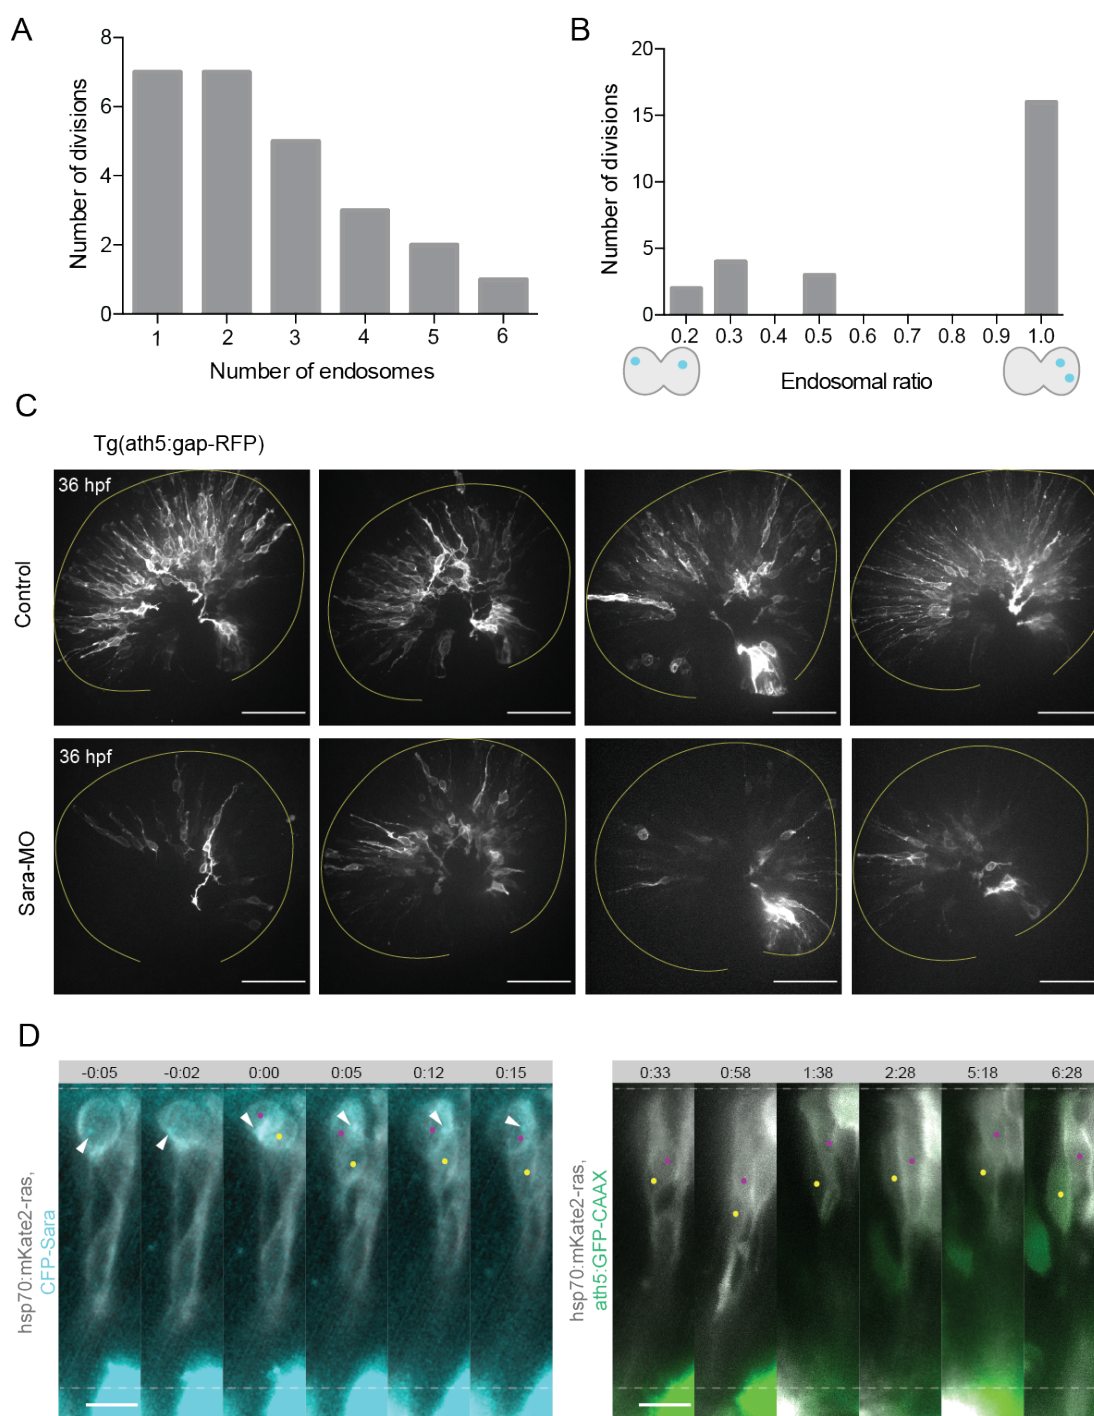 A
8
6
4
2
0
Number of divisions
1 2 3 4 5 6
Number of endosomes
B
20
15
10
5
0
Number of divisions
0.2 0.3 0.4 0.5 0.6 0.7 0.8 0.9 1.0
Endosomal ratio
C
Tg(ath5:gap-RFP)
Control
36 hpf
Sara-MO
36 hpf
D
hsp70:mKate2-ras,
CFP-Sara
-0:05 -0:02 0:00 0:05 0:12 0:15
hsp70:mKate2-ras,
ath5:GFP-CAAX
0:33 0:58 1:38 2:28 5:18 6:28